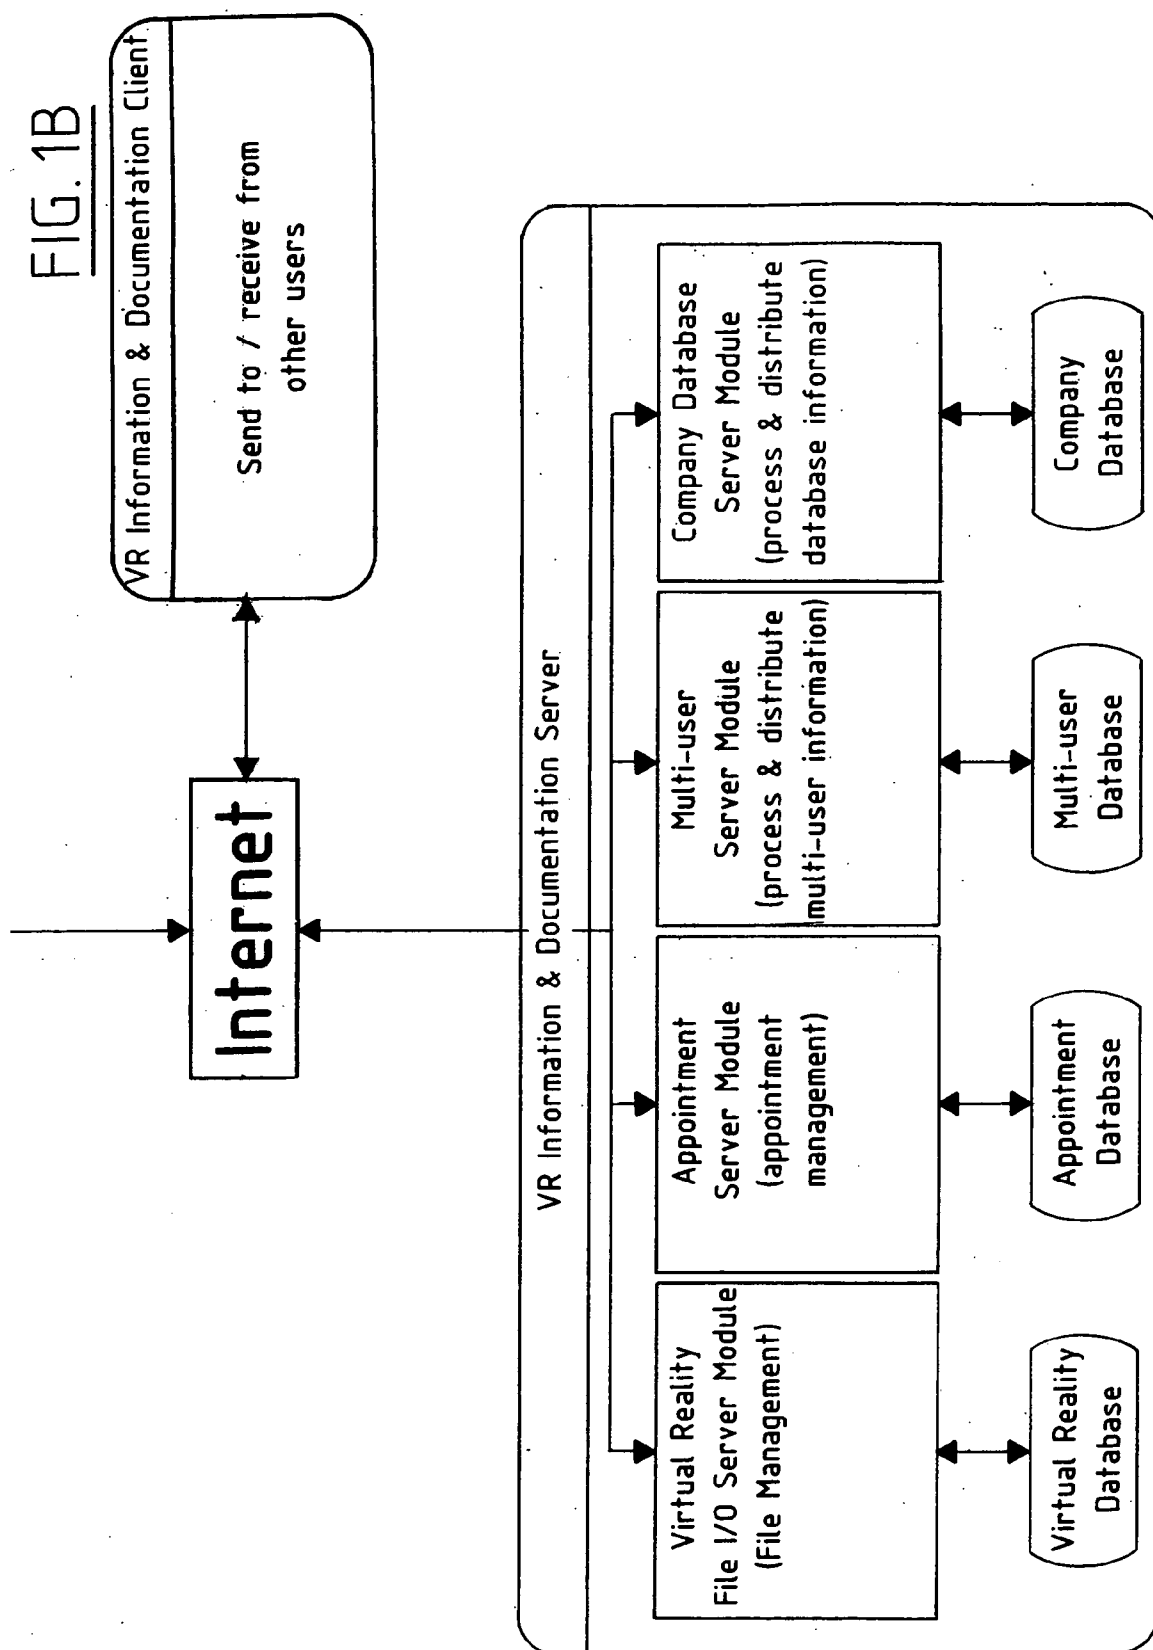 FIG. 1B
VR Information & Documentation Client
Send to / receive from
other users
Internet
VR Information & Documentation Server
Virtual Reality
File I/O Server Module
(File Management)
Appointment
Server Module
(appointment
management)
Multi-user
Server Module
(process & distribute
multi-user information)
Company Database
Server Module
(process & distribute
database information)
Virtual Reality
Database
Appointment
Database
Multi-user
Database
Company
Database